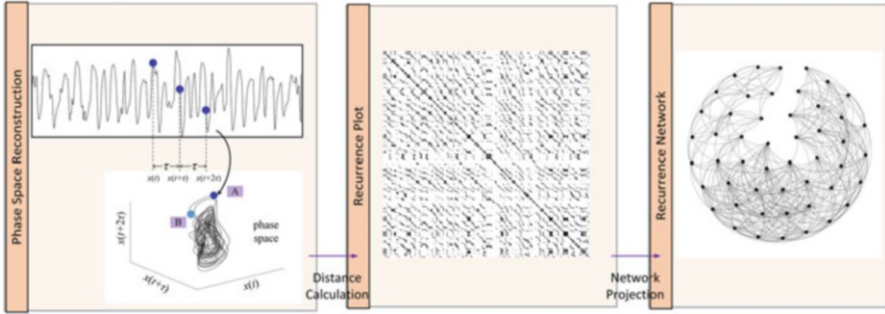 Phase Space Reconstruction
τ τ
x(t) x(t+τ) x(t+2τ)
A
B
phase
space
x(t+2τ)
x(t+τ)
x(t)
Distance
Calculation
Recurrence Plot
Network
Projection
Recurrence Network